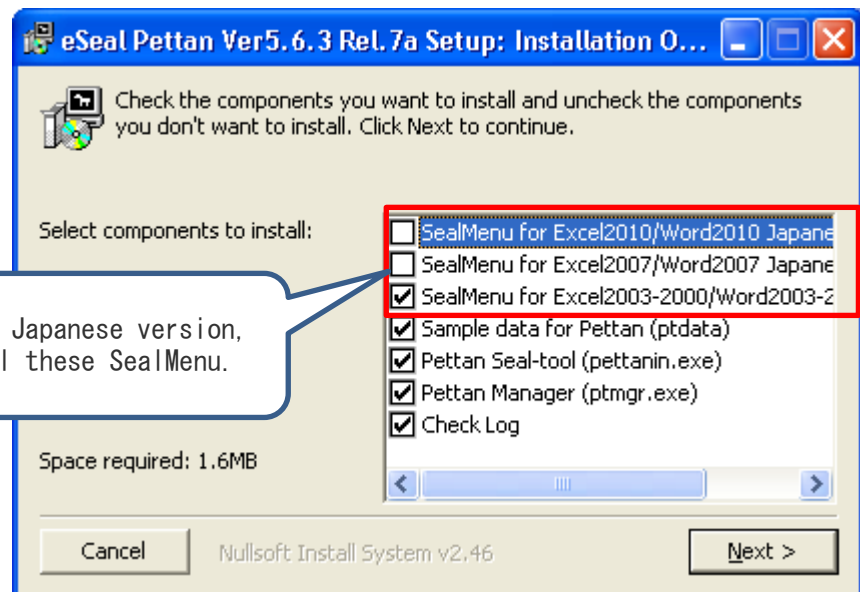 eSeal Pettan Ver5.6.3 Rel.7a Setup: Installation O...
Check the components you want to install and uncheck the components
you don't want to install. Click Next to continue.
Select components to install:
SealMenu for Excel2010/Word2010 Japane
SealMenu for Excel2007/Word2007 Japane
SealMenu for Excel2003-2000/Word2003-2
Sample data for Pettan (ptdata)
Pettan Seal-tool (pettanin.exe)
Pettan Manager (ptmgr.exe)
Check Log
Japanese version,
these SealMenu.
Space required: 1.6MB
Cancel
Nullsoft Install System v2.46
Next >